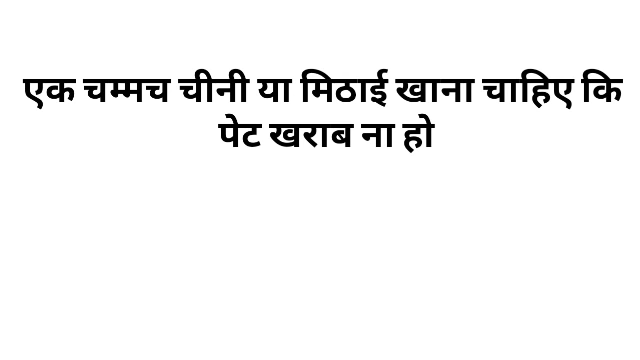 एक चम्मच चीनी या मिठाई खाना चाहिए कि
पेट खराब ना हो